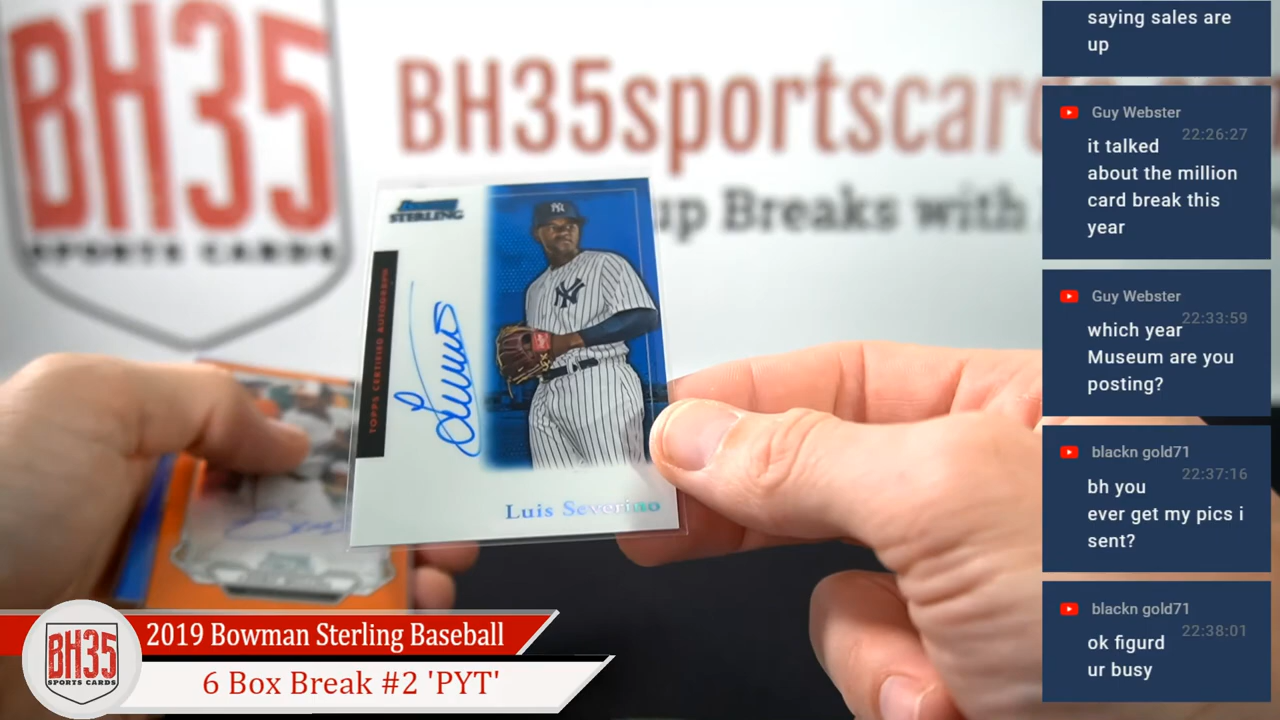 BH35
SPORTS CARDS
BH35sportscar
up Breaks with
STERLING
TOPPS CERTIFIED AUTOGRAPH
NY
Luis Severino
saying sales are
up
Guy Webster
22:26:27
it talked
about the million
card break this
year
Guy Webster
22:33:59
which year
Museum are you
posting?
blackn gold71
22:37:16
bh you
ever get my pics i
sent?
blackn gold71
22:38:01
ok figurd
ur busy
BH35
SPORTS CARDS
2019 Bowman Sterling Baseball
6 Box Break #2 'PYT'